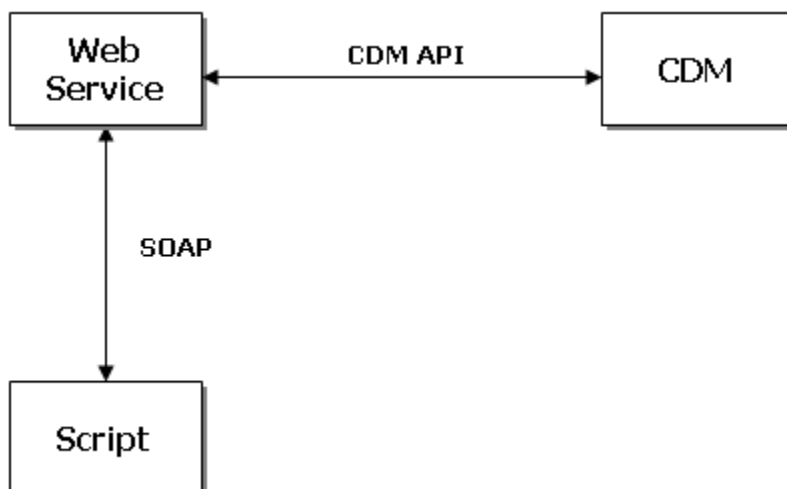 Web
Service
CDM API
CDM
SOAP
Script